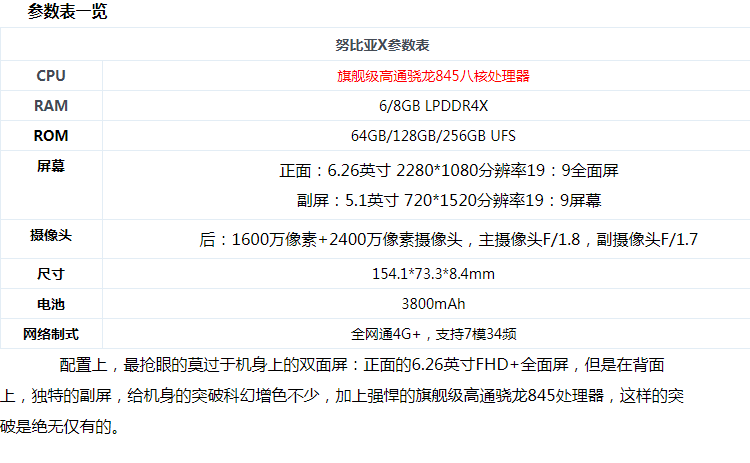 参数表一览
努比亚X参数表
CPU 旗舰级高通骁龙845八核处理器
RAM 6/8GB LPDDR4X
ROM 64GB/128GB/256GB UFS
屏幕 正面：6.26英寸 2280*1080分辨率19：9全面屏
副屏：5.1英寸 720*1520分辨率19：9屏幕
摄像头 后：1600万像素+2400万像素摄像头，主摄像头F/1.8，副摄像头F/1.7
尺寸 154.1*73.3*8.4mm
电池 3800mAh
网络制式 全网通4G+，支持7模34频
配置上，最抢眼的莫过于机身上的双面屏：正面的6.26英寸FHD+全面屏，但是在背面
上，独特的副屏，给机身的突破科幻增色不少，加上强悍的旗舰级高通骁龙845处理器，这样的突
破是绝无仅有的。